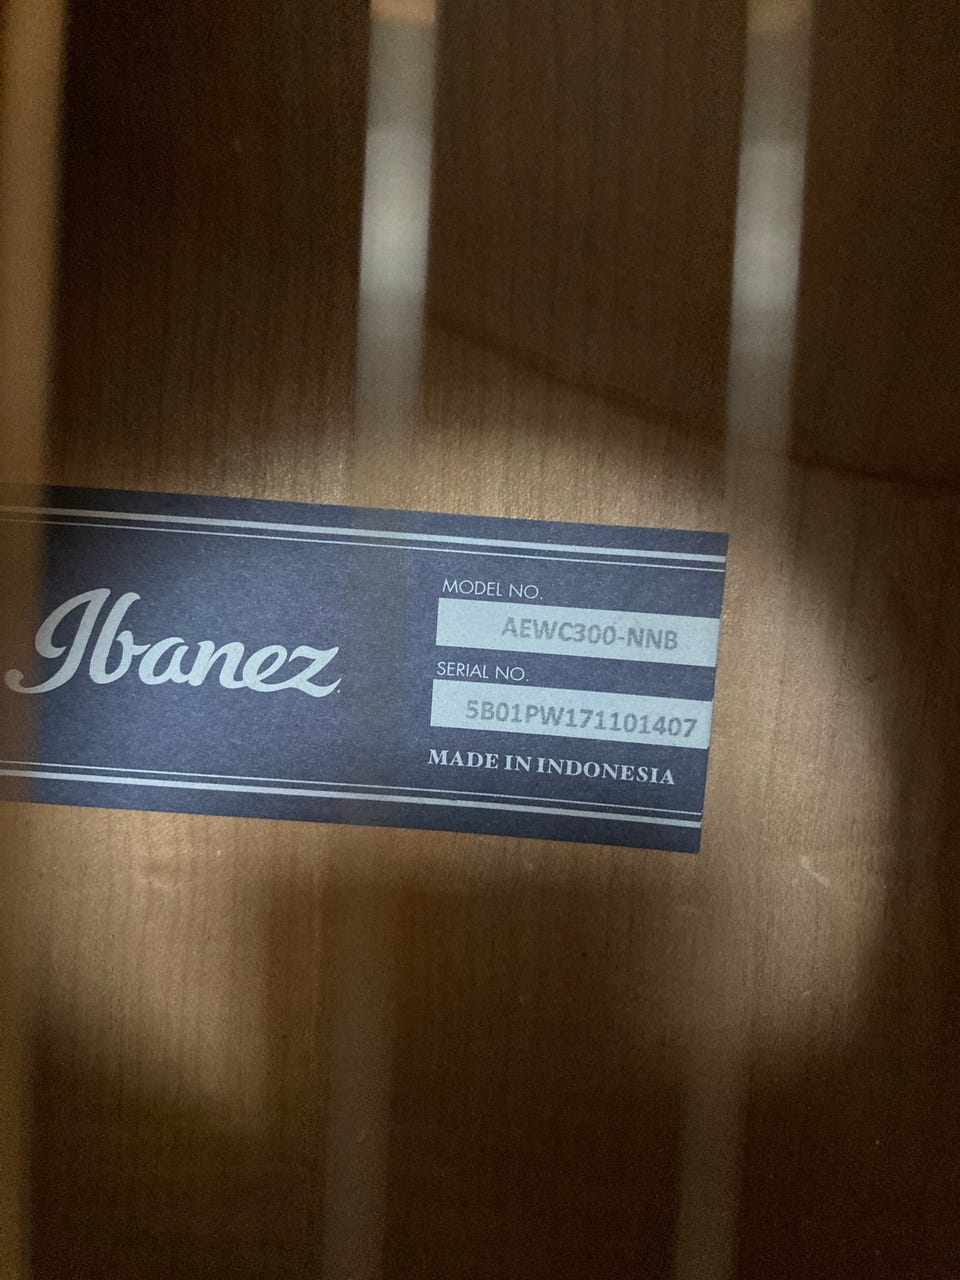 Ibanez
MODEL NO.
AEWC300-NNB
SERIAL NO.
5B01PW171101407
MADE IN INDONESIA